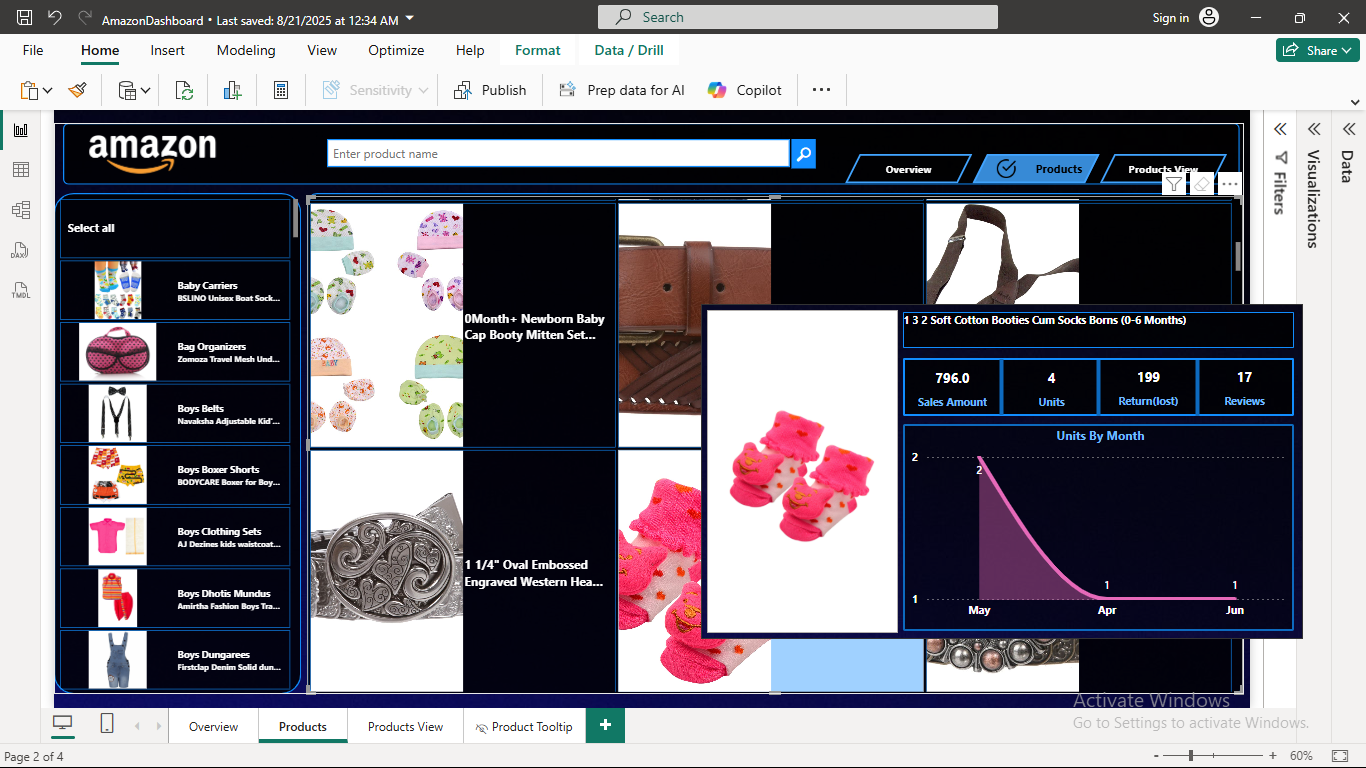 AmazonDashboard • Last saved: 8/21/2025 at 12:34 AM
Search
Sign in
File
Home
Insert
Modeling
View
Optimize
Help
Format
Data / Drill
Share
Sensitivity
Publish
Prep data for AI
Copilot
amazon
Enter product name
Overview
Products
Products View
Filters
Visualizations
Data
DAX
TMDL
Select all
Baby Carriers
BSLINO Unisex Boat Sock...
Bag Organizers
Zomoza Travel Mesh Und...
Boys Belts
Navaksha Adjustable Kid'...
Boys Boxer Shorts
BODYCARE Boxer for Boy...
Boys Clothing Sets
AJ Dezines kids waistcoat...
Boys Dhotis Mundus
Amirtha Fashion Boys Tra...
Boys Dungarees
Firstclap Denim Solid dun...
0Month+ Newborn Baby
Cap Booty Mitten Set...
1 1/4" Oval Embossed
Engraved Western Hea...
1 3 2 Soft Cotton Booties Cum Socks Borns (0-6 Months)
796.0
Sales Amount
4
Units
199
Return(lost)
17
Reviews
Units By Month
2
2
1
1
1
May
Apr
Jun
Activate Windows
Go to Settings to activate Windows.
Overview
Products
Products View
Product Tooltip
+
Page 2 of 4
- + 60%